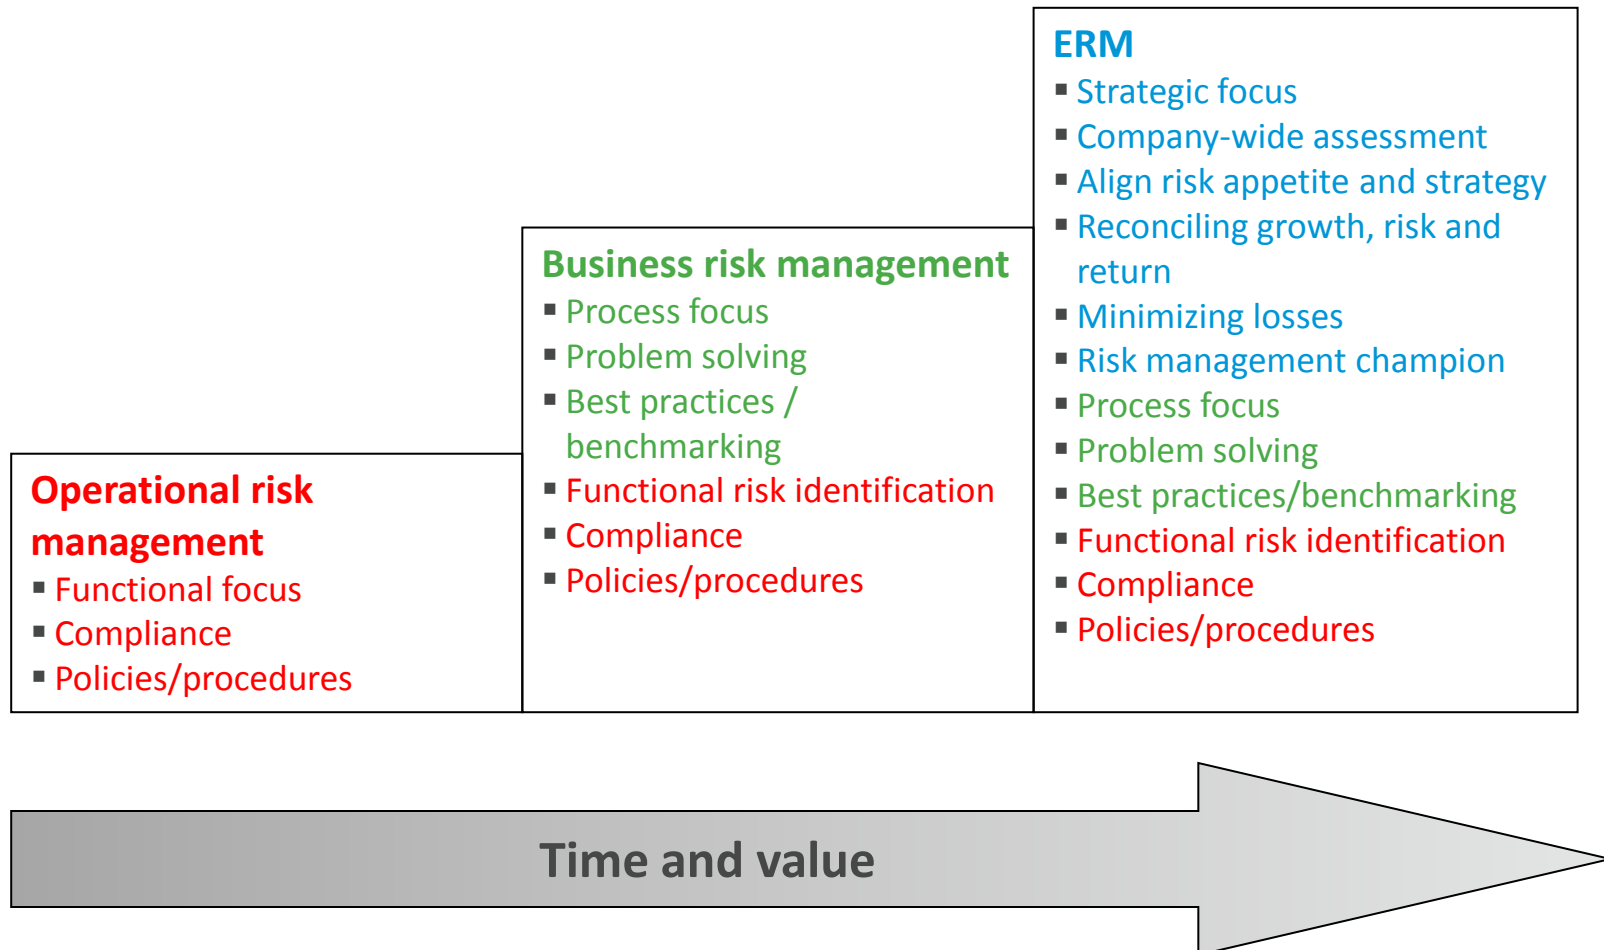 Operational risk
management
▪ Functional focus
▪ Compliance
▪ Policies/procedures
Business risk management
▪ Process focus
▪ Problem solving
▪ Best practices /
benchmarking
▪ Functional risk identification
▪ Compliance
▪ Policies/procedures
ERM
▪ Strategic focus
▪ Company-wide assessment
▪ Align risk appetite and strategy
▪ Reconciling growth, risk and
return
▪ Minimizing losses
▪ Risk management champion
▪ Process focus
▪ Problem solving
▪ Best practices/benchmarking
▪ Functional risk identification
▪ Compliance
▪ Policies/procedures
Time and value